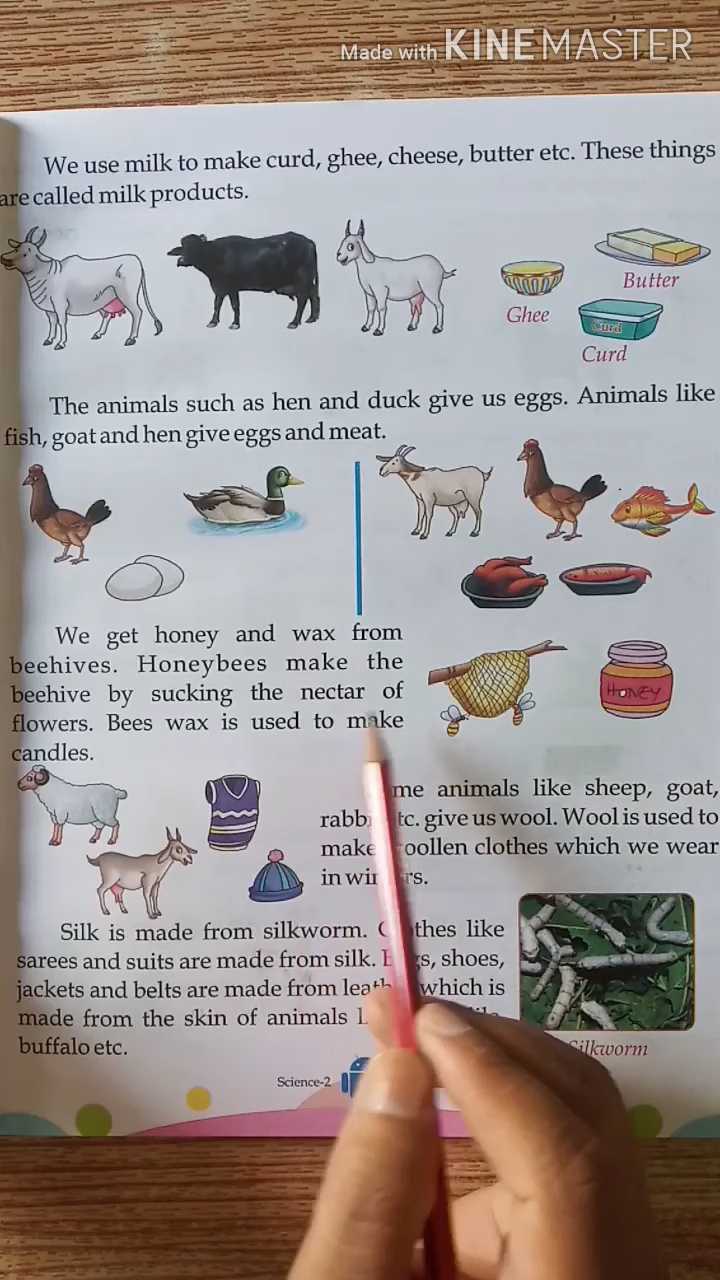 Made with KINEMASTER
We use milk to make curd, ghee, cheese, butter etc. These things
are called milk products.
Butter
Ghee
Curd
Curd
The animals such as hen and duck give us eggs. Animals like
fish, goat and hen give eggs and meat.
We get honey and wax from
beehives. Honeybees make the
beehive by sucking the nectar of
flowers. Bees wax is used to make
candles.
HONEY
me animals like sheep, goat,
rabb tc. give us wool. Wool is used to
make oollen clothes which we wear
in win rs.
Silk is made from silkworm. C thes like
sarees and suits are made from silk. B s, shoes,
jackets and belts are made from leath which is
made from the skin of animals
buffalo etc.
Silkworm
Science-2